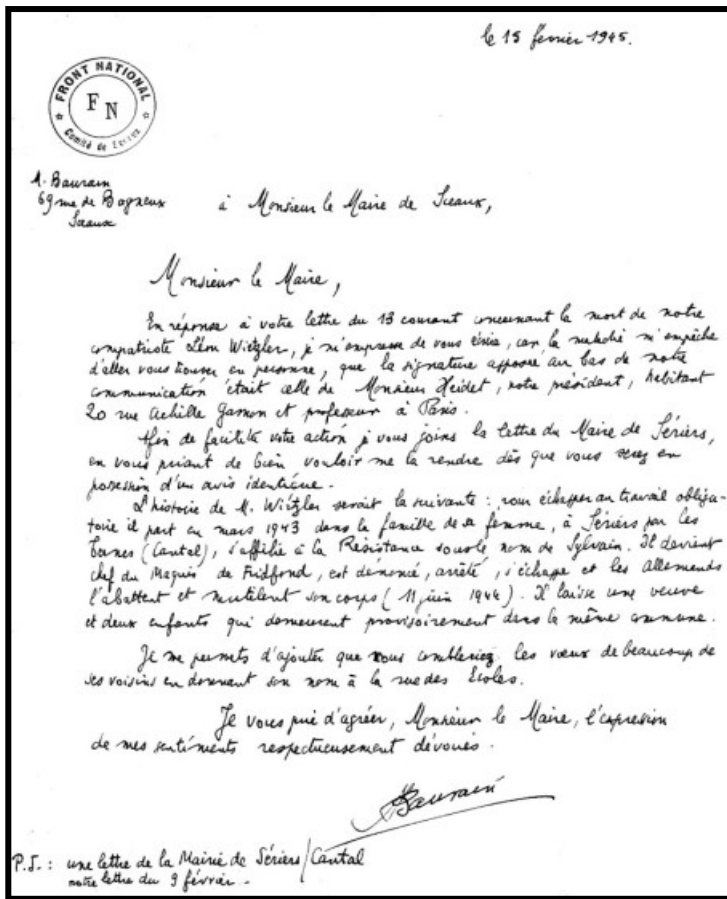 le 15 fevrier 1945.
FRONT NATIONAL
FN
Comité de Sceaux
A. Baurain
69 rue de Bagneux
Sceaux
à Monsieur le Maire de Sceaux,
Monsieur le Maire,
En réponse à votre lettre du 13 courant concernant la mort de notre
compatriote Léon Wiètzler, je m'empresse de vous écrire, car la maladie m'empêche
d'aller vous trouver en personne, que la signature apposée au bas de notre
communication était celle de Monsieur Heidet, notre président, habitant
20 rue Achille Garnon et professeur à Paris.
Afin de faciliter votre action je vous joins la lettre du Maire de Sériers,
en vous priant de bien vouloir me la rendre dès que vous serez en
possession d'un avis identique.
L'histoire de M. Wiètzler serait la suivante : pour échapper au travail obliga-
toire il part en mars 1943 dans la famille de sa femme, à Sériers par les
Ternes (Cantal), s'affilie à la Résistance sous le nom de Sylvain. Il devient
chef du Maquis de Fridfond, est dénoncé, arrêté, s'échappe et les Allemands
l'abattent et mutilent son corps (11 juin 1944). Il laisse une veuve
et deux enfants qui demeurent provisoirement dans la même commune.
Je me permets d'ajouter que vous combleriez les vœux de beaucoup de
ses voisins en donnant son nom à la rue des Ecoles.
Je vous prie d'agréer, Monsieur le Maire, l'expression
de mes sentiments respectueusement dévoués.
ABaurain
P.J. : une lettre de la Mairie de Sériers/Cantal
notre lettre du 9 février.